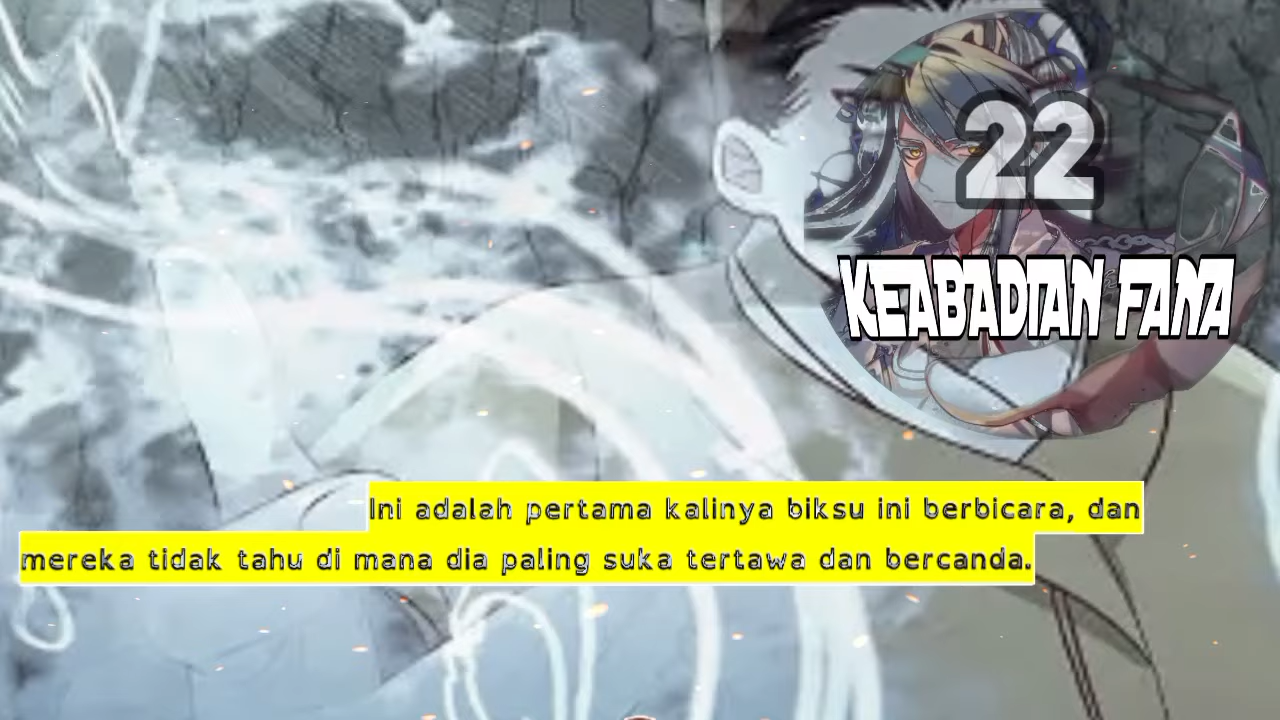 22
KEABADIAN FANA
Ini adalah pertama kalinya biksu ini berbicara, dan
mereka tidak tahu di mana dia paling suka tertawa dan bercanda.